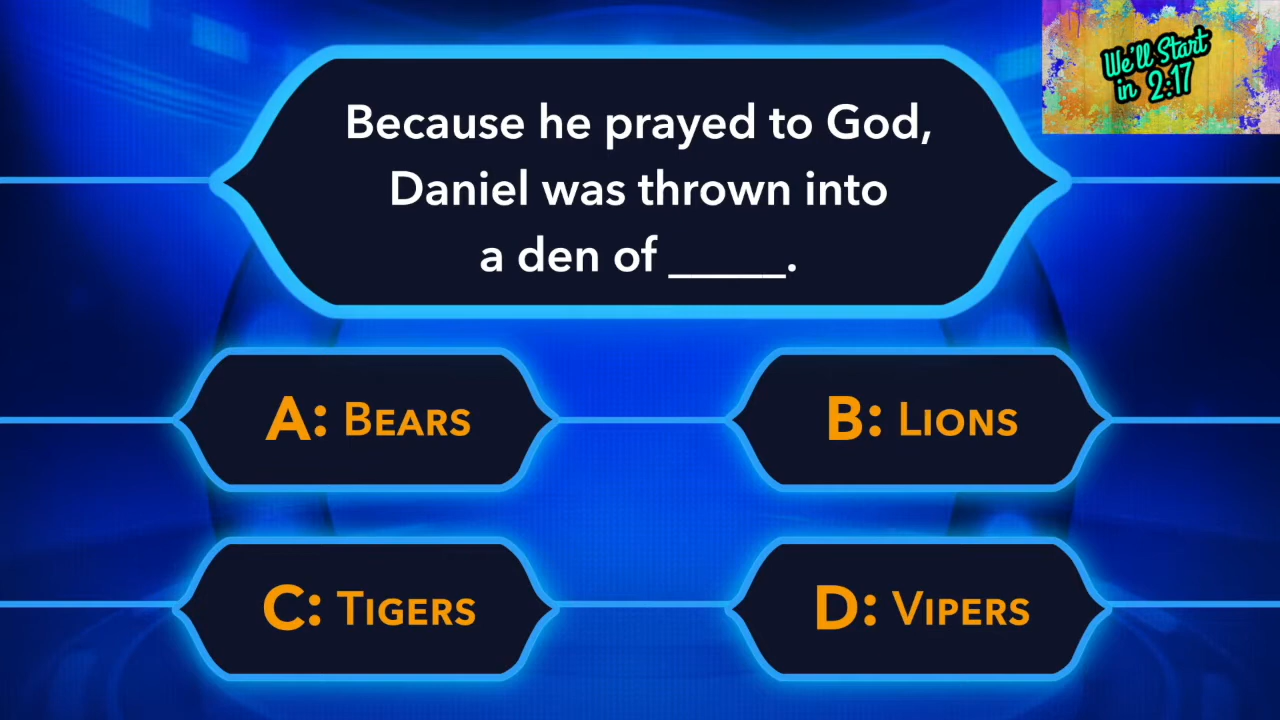 We'll Start
in 2:17
Because he prayed to God,
Daniel was thrown into
a den of _____.
A: Bears
B: Lions
C: Tigers
D: Vipers